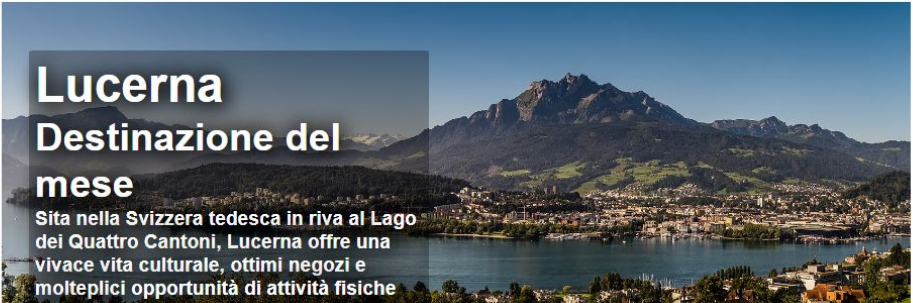 Lucerna
Destinazione del
mese
Sita nella Svizzera tedesca in riva al Lago
dei Quattro Cantoni, Lucerna offre una
vivace vita culturale, ottimi negozi e
molteplici opportunità di attività fisiche